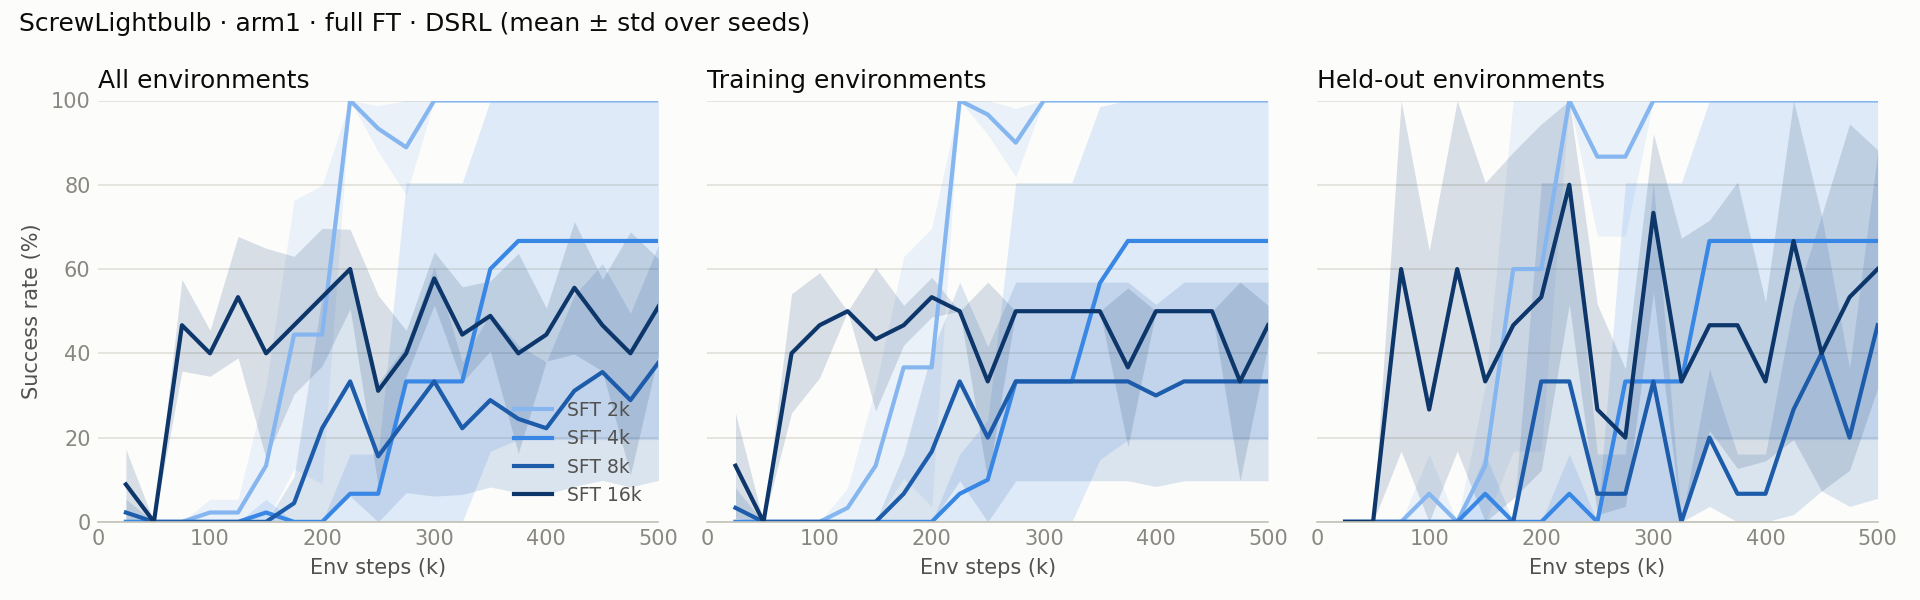 ScrewLightbulb · arm1 · full FT · DSRL (mean ± std over seeds)
All environments
Training environments
Held-out environments
Success rate (%)
100
80
60
40
20
0
SFT 2k
SFT 4k
SFT 8k
SFT 16k
0 100 200 300 400 500
0 100 200 300 400 500
0 100 200 300 400 500
Env steps (k)
Env steps (k)
Env steps (k)